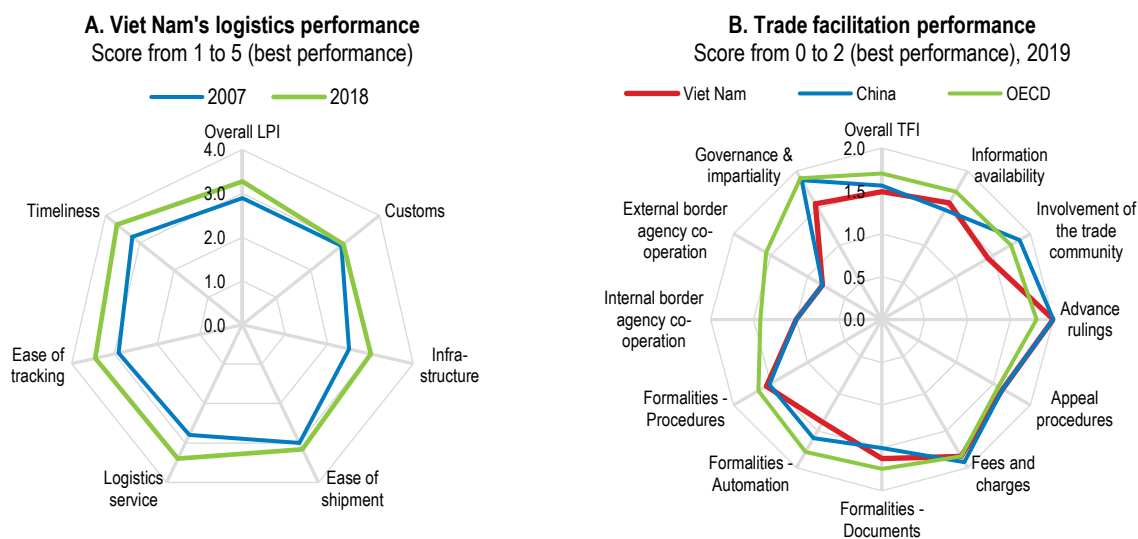 A. Viet Nam's logistics performance
Score from 1 to 5 (best performance)
2007
2018
Overall LPI
4.0
3.0
2.0
1.0
0.0
Customs
Infra-
structure
Ease of
shipment
Logistics
service
Ease of
tracking
Timeliness
B. Trade facilitation performance
Score from 0 to 2 (best performance), 2019
Viet Nam
China
OECD
Overall TFI
2.0
1.5
1.0
0.5
0.0
Information
availability
Involvement of
the trade
community
Advance
rulings
Appeal
procedures
Fees and
charges
Formalities -
Documents
Formalities -
Automation
Formalities -
Procedures
Internal border
agency co-
operation
External border
agency co-
operation
Governance &
impartiality